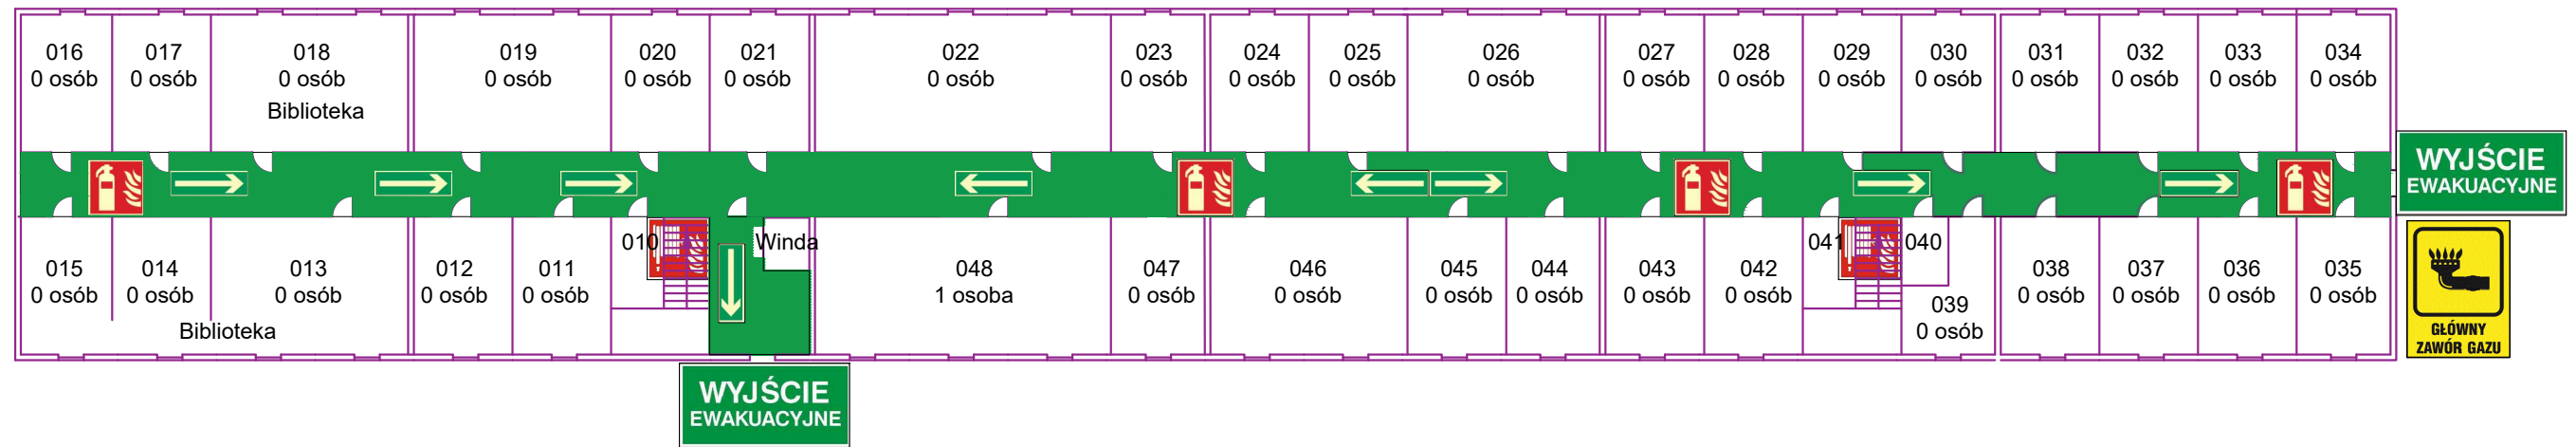 016 017 018 019 020 021 022 023 024 025 026 027 028 029 030 031 032 033 034
0 osób 0 osób 0 osób 0 osób 0 osób 0 osób 0 osób 0 osób 0 osób 0 osób 0 osób 0 osób 0 osób 0 osób 0 osób 0 osób 0 osób 0 osób 0 osób
Biblioteka
WYJŚCIE
EWAKUACYJNE
010 Winda 041 040
015 014 013 012 011 048 047 046 045 044 043 042 038 037 036 035
0 osób 0 osób 0 osób 0 osób 0 osób 1 osoba 0 osób 0 osób 0 osób 0 osób 0 osób 0 osób 0 osób 0 osób 0 osób 0 osób
039
0 osób
Biblioteka
GŁÓWNY
ZAWÓR GAZU
WYJŚCIE
EWAKUACYJNE